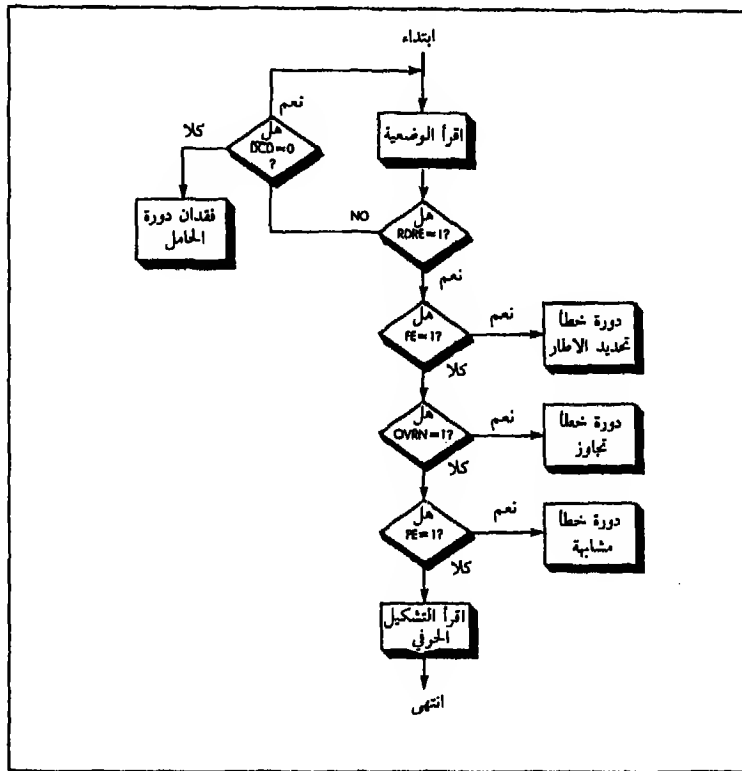 ابتداء
نعم
كلا
هل
DCD=0
?
اقرأ الوضعية
فقدان دورة
الحامل
NO
هل
RDRE=1?
نعم
هل
FE=1?
نعم
دورة خطأ
تحديد الاطار
كلا
هل
OVRN=1?
نعم
دورة خطأ
تجاوز
كلا
هل
PE=1?
نعم
دورة خطأ
مشابهة
كلا
اقرأ التشكيل
الحرفي
انتهى